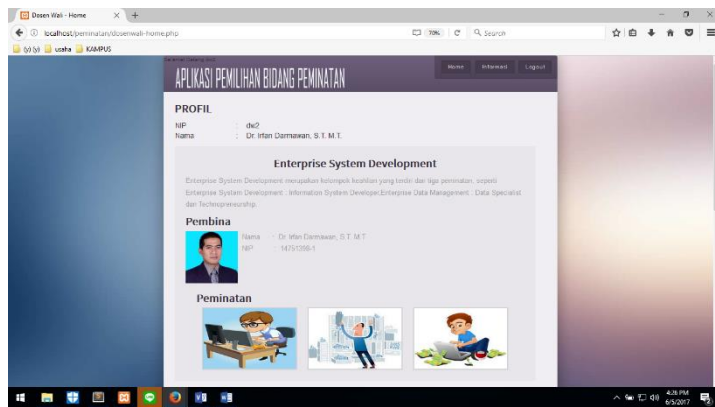 Dosen Wali - Home
localhost/peminatan/dosenwali-home.php
70%
Search
(y) (y)
usaha
KAMPUS
APLIKASI PEMILIHAN BIDANG PEMINATAN
Home
Informasi
Logout
PROFIL
NIP : dw2
Nama : Dr. Irfan Darmawan, S.T. M.T.
Enterprise System Development
Enterprise System Development merupakan kelompok keahlian yang terdiri dari tiga peminatan, seperti
Enterprise System Development : Information System Developer,Enterprise Data Management : Data Specialist
dan Technopreneurship.
Pembina
Nama : Dr. Irfan Darmawan, S.T. M.T
NIP
Peminatan
4:26 PM
6/5/2017